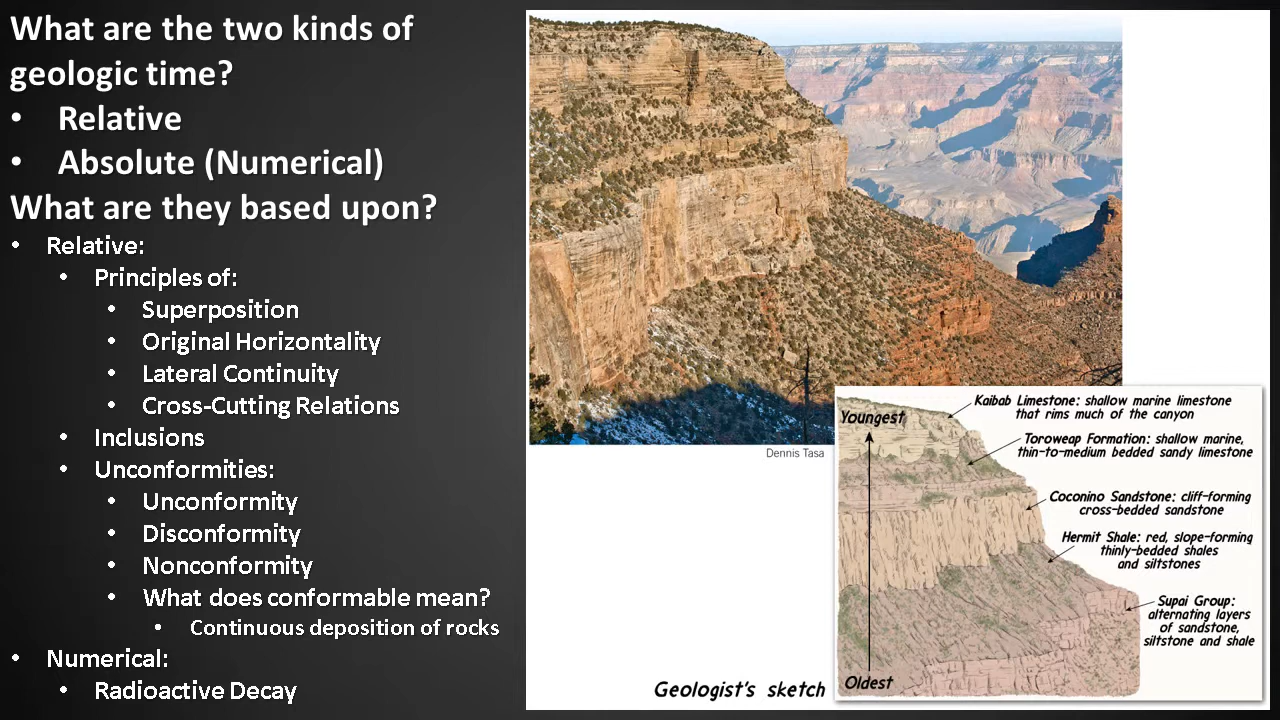 What are the two kinds of
geologic time?
• Relative
• Absolute (Numerical)
What are they based upon?
• Relative:
• Principles of:
• Superposition
• Original Horizontality
• Lateral Continuity
• Cross-Cutting Relations
• Inclusions
• Unconformities:
• Unconformity
• Disconformity
• Nonconformity
• What does conformable mean?
• Continuous deposition of rocks
• Numerical:
• Radioactive Decay
Dennis Tasa
Geologist's sketch
Youngest
Oldest
Kaibab Limestone: shallow marine limestone
that rims much of the canyon
Toroweap Formation: shallow marine,
thin-to-medium bedded sandy limestone
Coconino Sandstone: cliff-forming
cross-bedded sandstone
Hermit Shale: red, slope-forming
thinly-bedded shales
and siltstones
Supai Group:
alternating layers
of sandstone,
siltstone and shale